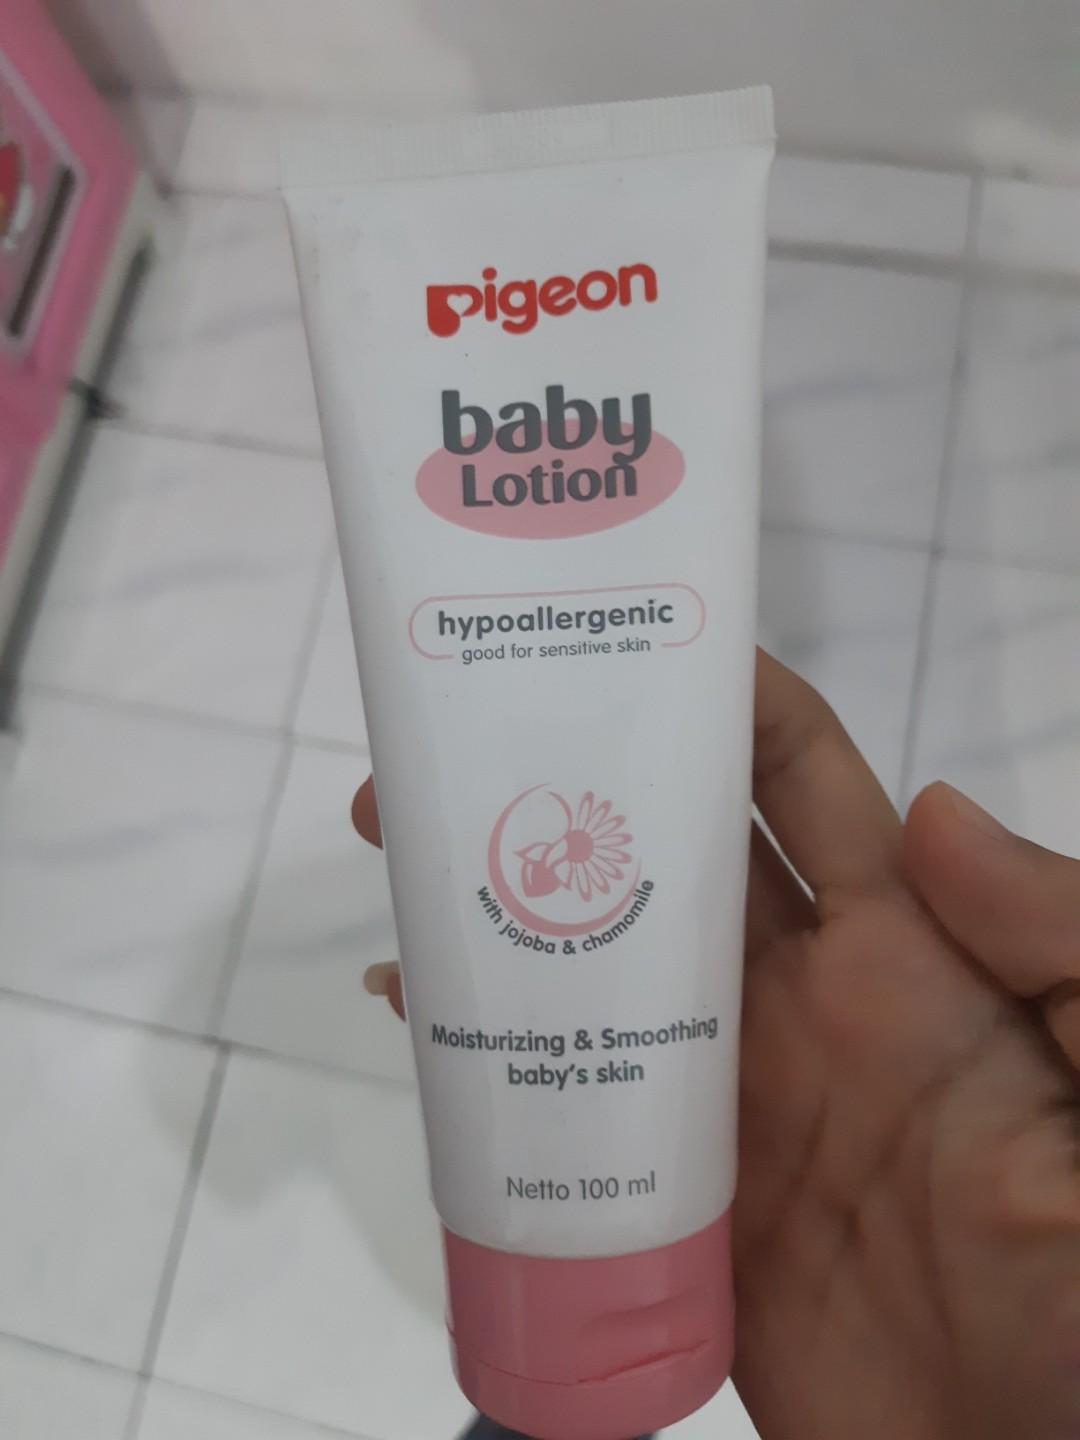 pigeon
baby
Lotion
hypoallergenic
good for sensitive skin
with jojoba & chamomile
Moisturizing & Smoothing
baby's skin
Netto 100 ml